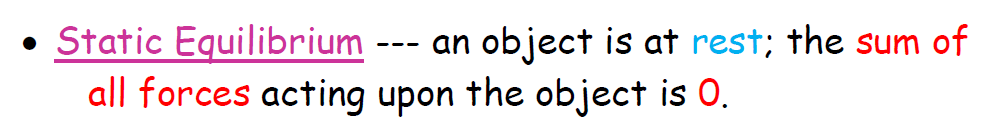 • Static Equilibrium --- an object is at rest; the sum of
all forces acting upon the object is 0.